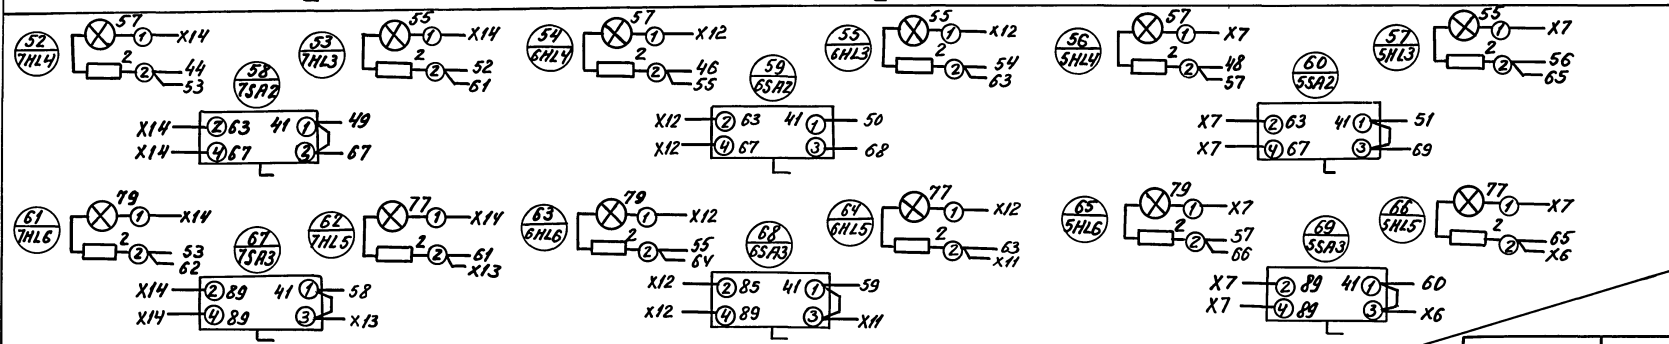 52 7HL4 57 1 X14 2 2 44 53
53 7HL3 55 1 X14 2 2 52 61
54 6HL4 57 1 X12 2 2 46 55
55 6HL3 55 1 X12 2 2 54 63
56 5HL4 57 1 X7 2 2 48 57
57 5HL3 55 1 X7 2 2 56 65
58 7SA2
X14 2 63 41 1 49
X14 4 67 2 67
59 6SA2
X12 2 63 41 1 50
X12 4 67 3 68
60 5SA2
X7 2 63 41 1 51
X7 4 67 3 69
61 7HL6 79 1 X14 2 2 53 62
62 7HL5 77 1 X14 2 2 61 X13
63 6HL6 79 1 X12 2 2 55 64
64 6HL5 77 1 X12 2 2 63 X11
65 5HL6 79 1 X7 2 2 57 66
66 5HL5 77 1 X7 2 2 65 X6
67 7SA3
X14 2 89 41 1 58
X14 4 89 3 X13
68 6SA3
X12 2 85 41 1 59
X12 4 89 3 X11
69 5SA3
X7 2 89 41 1 60
X7 4 89 3 X6